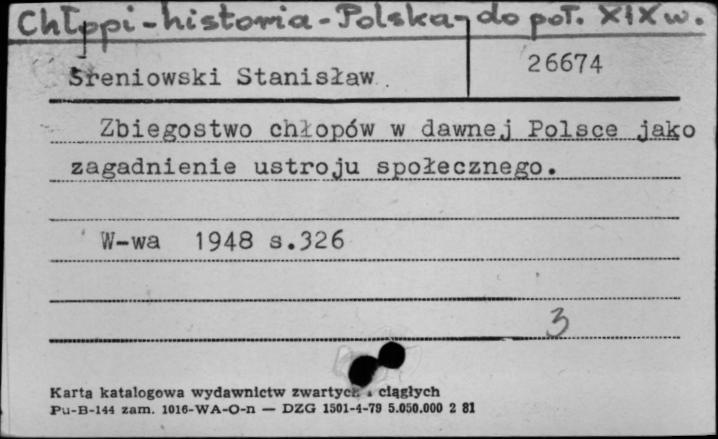 Chłopi-historia-Polska-do poł. XIX w.
Śreniowski Stanisław
26674
Zbiegostwo chłopów w dawnej Polsce jako
zagadnienie ustroju społecznego.
W-wa 1948 s.326
3
Karta katalogowa wydawnictw zwartych i ciągłych
Pu-B-144 zam. 1016-WA-O-n — DZG 1501-4-79 5.050.000 2 81